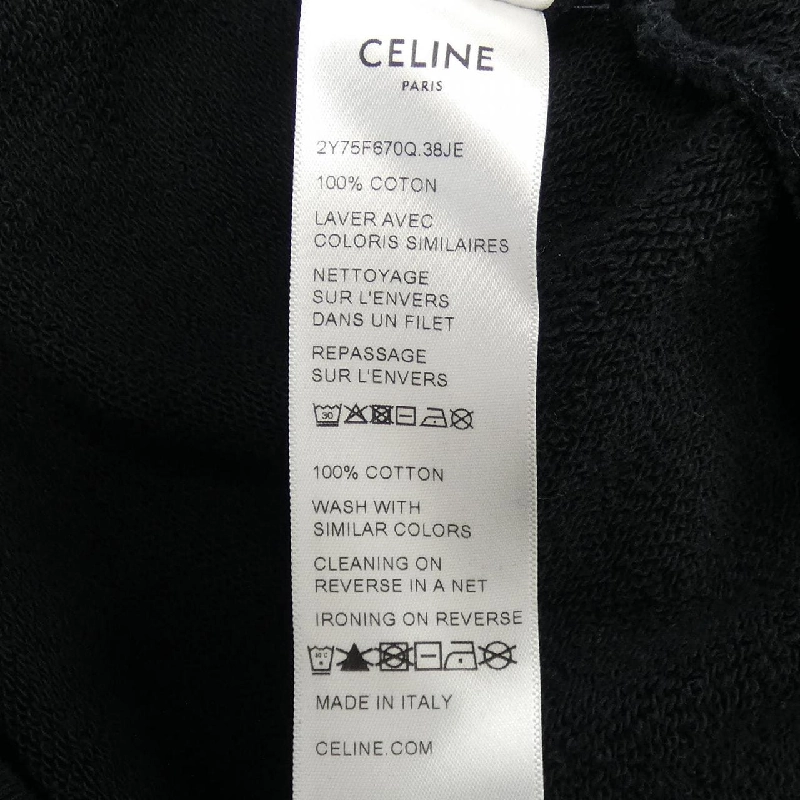 CELINE
PARIS
2Y75F670Q.38JE
100% COTON
LAVER AVEC
COLORIS SIMILAIRES
NETTOYAGE
SUR L'ENVERS
DANS UN FILET
REPASSAGE
SUR L'ENVERS
30
100% COTTON
WASH WITH
SIMILAR COLORS
CLEANING ON
REVERSE IN A NET
IRONING ON REVERSE
MADE IN ITALY
CELINE.COM